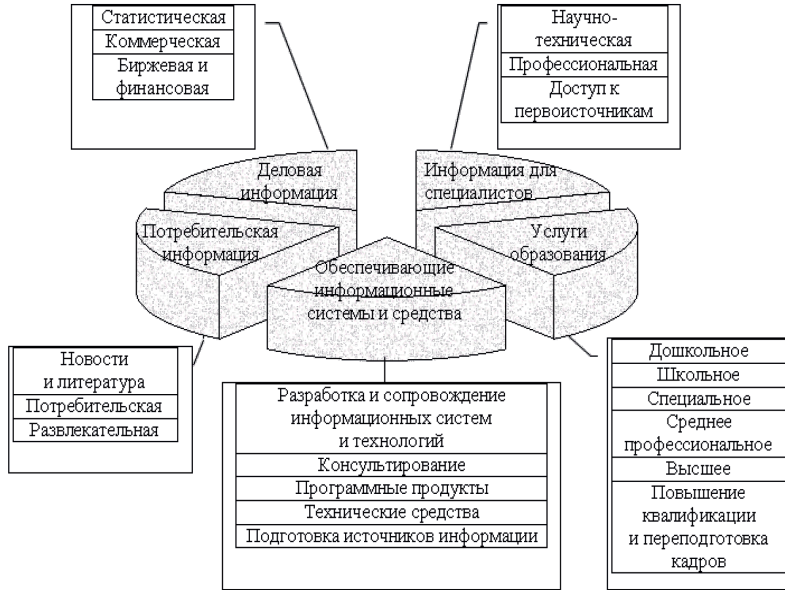 Статистическая
Коммерческая
Биржевая и
финансовая
Научно-
техническая
Профессиональная
Доступ к
первоисточникам
Деловая
информация
Информация для
специалистов
Потребительская
информация
Услуги
образования
Обеспечивающие
информационные
системы и средства
Новости
и литература
Потребительская
Развлекательная
Разработка и сопровождение
информационных систем
и технологий
Консультирование
Программные продукты
Технические средства
Подготовка источников информации
Дошкольное
Школьное
Специальное
Среднее
профессиональное
Высшее
Повышение
квалификации
и переподготовка
кадров